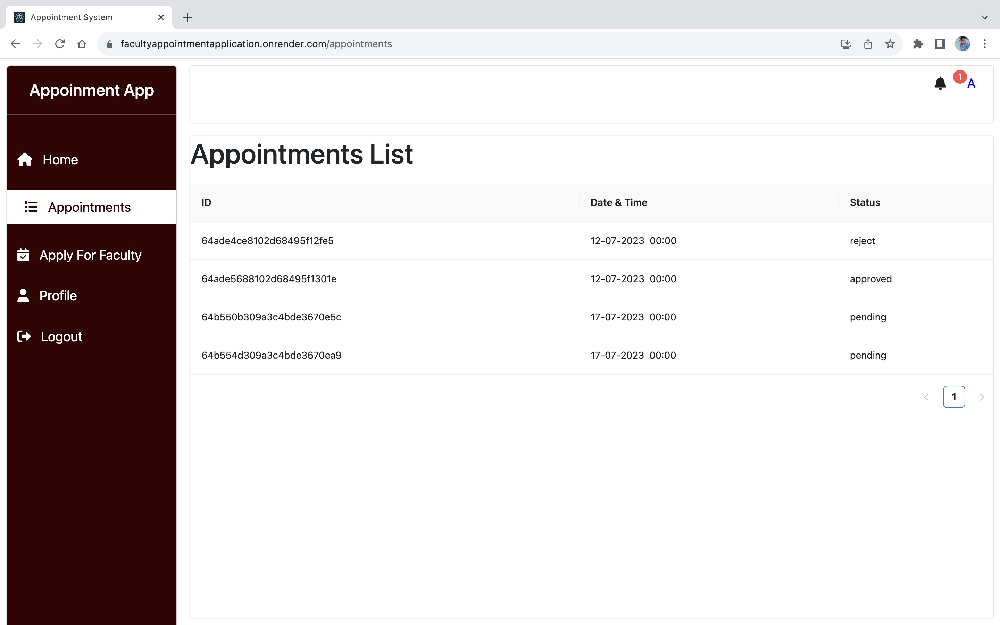 Appointment System
facultyappointmentapplication.onrender.com/appointments
Appoinment App
1
A
Home
Appointments
Apply For Faculty
Profile
Logout
Appointments List
ID Date & Time Status
64ade4ce8102d68495f12fe5 12-07-2023 00:00 reject
64ade5688102d68495f1301e 12-07-2023 00:00 approved
64b550b309a3c4bde3670e5c 17-07-2023 00:00 pending
64b554d309a3c4bde3670ea9 17-07-2023 00:00 pending
1